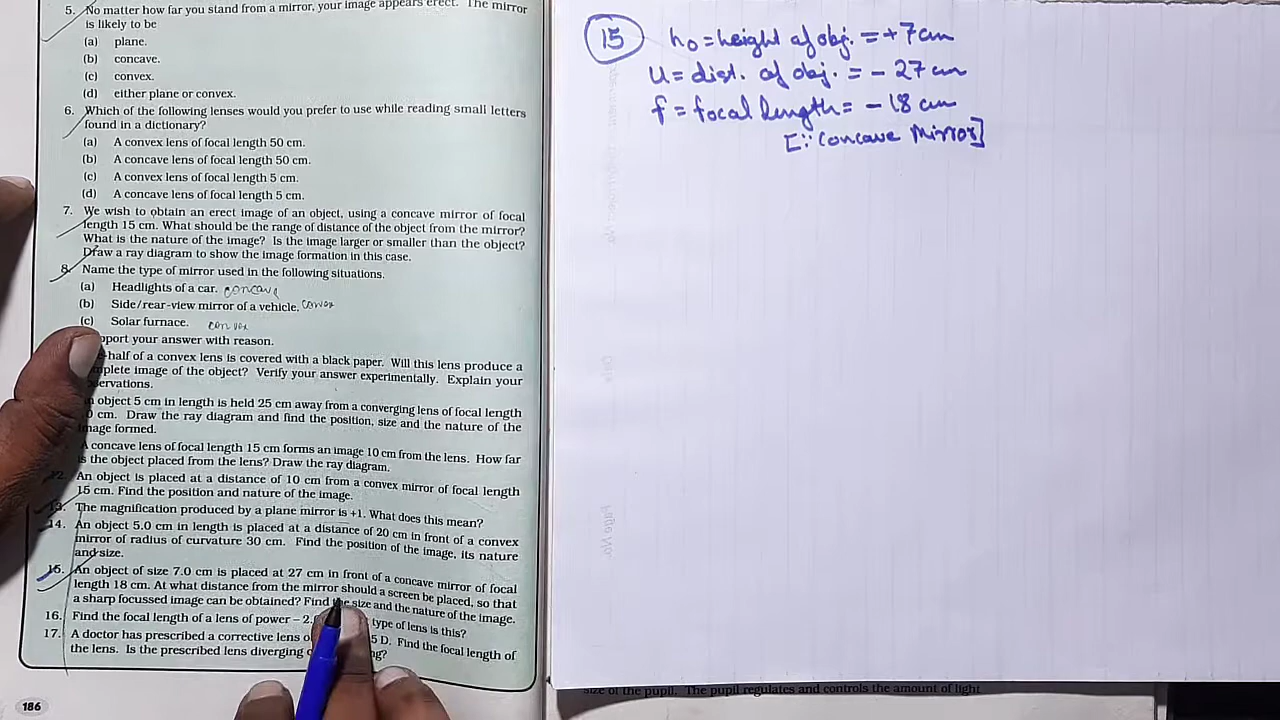 5. No matter how far you stand from a mirror, your image appears erect. The mirror
is likely to be
(a) plane.
(b) concave.
(c) convex.
(d) either plane or convex.
6. Which of the following lenses would you prefer to use while reading small letters
found in a dictionary?
(a) A convex lens of focal length 50 cm.
(b) A concave lens of focal length 50 cm.
(c) A convex lens of focal length 5 cm.
(d) A concave lens of focal length 5 cm.
7. We wish to obtain an erect image of an object, using a concave mirror of focal
length 15 cm. What should be the range of distance of the object from the mirror?
What is the nature of the image? Is the image larger or smaller than the object?
Draw a ray diagram to show the image formation in this case.
8. Name the type of mirror used in the following situations.
(a) Headlights of a car. concave
(b) Side/rear-view mirror of a vehicle. convex
(c) Solar furnace. convex
your answer with reason.
half of a convex lens is covered with a black paper. Will this lens produce a
image of the object? Verify your answer experimentally. Explain your
object 5 cm in length is held 25 cm away from a converging lens of focal length
cm. Draw the ray diagram and find the position, size and the nature of the
image formed.
A concave lens of focal length 15 cm forms an image 10 cm from the lens. How far
is the object placed from the lens? Draw the ray diagram.
12. An object is placed at a distance of 10 cm from a convex mirror of focal length
15 cm. Find the position and nature of the image.
13. The magnification produced by a plane mirror is +1. What does this mean?
14. An object 5.0 cm in length is placed at a distance of 20 cm in front of a convex
mirror of radius of curvature 30 cm. Find the position of the image, its nature
and size.
15. An object of size 7.0 cm is placed at 27 cm in front of a concave mirror of focal
length 18 cm. At what distance from the mirror should a screen be placed, so that
a sharp focussed image can be obtained? Find the size and the nature of the image.
16. Find the focal length of a lens of power – 2. type of lens is this?
17. A doctor has prescribed a corrective lens 5 D. Find the focal length of
the lens. Is the prescribed lens diverging
186
15 ho = height of obj. = +7 cm
u = dist. of obj. = - 27 cm
f = focal length = - 18 cm
[∵ Concave Mirror]
size of the pupil. The pupil regulates and controls the amount of light